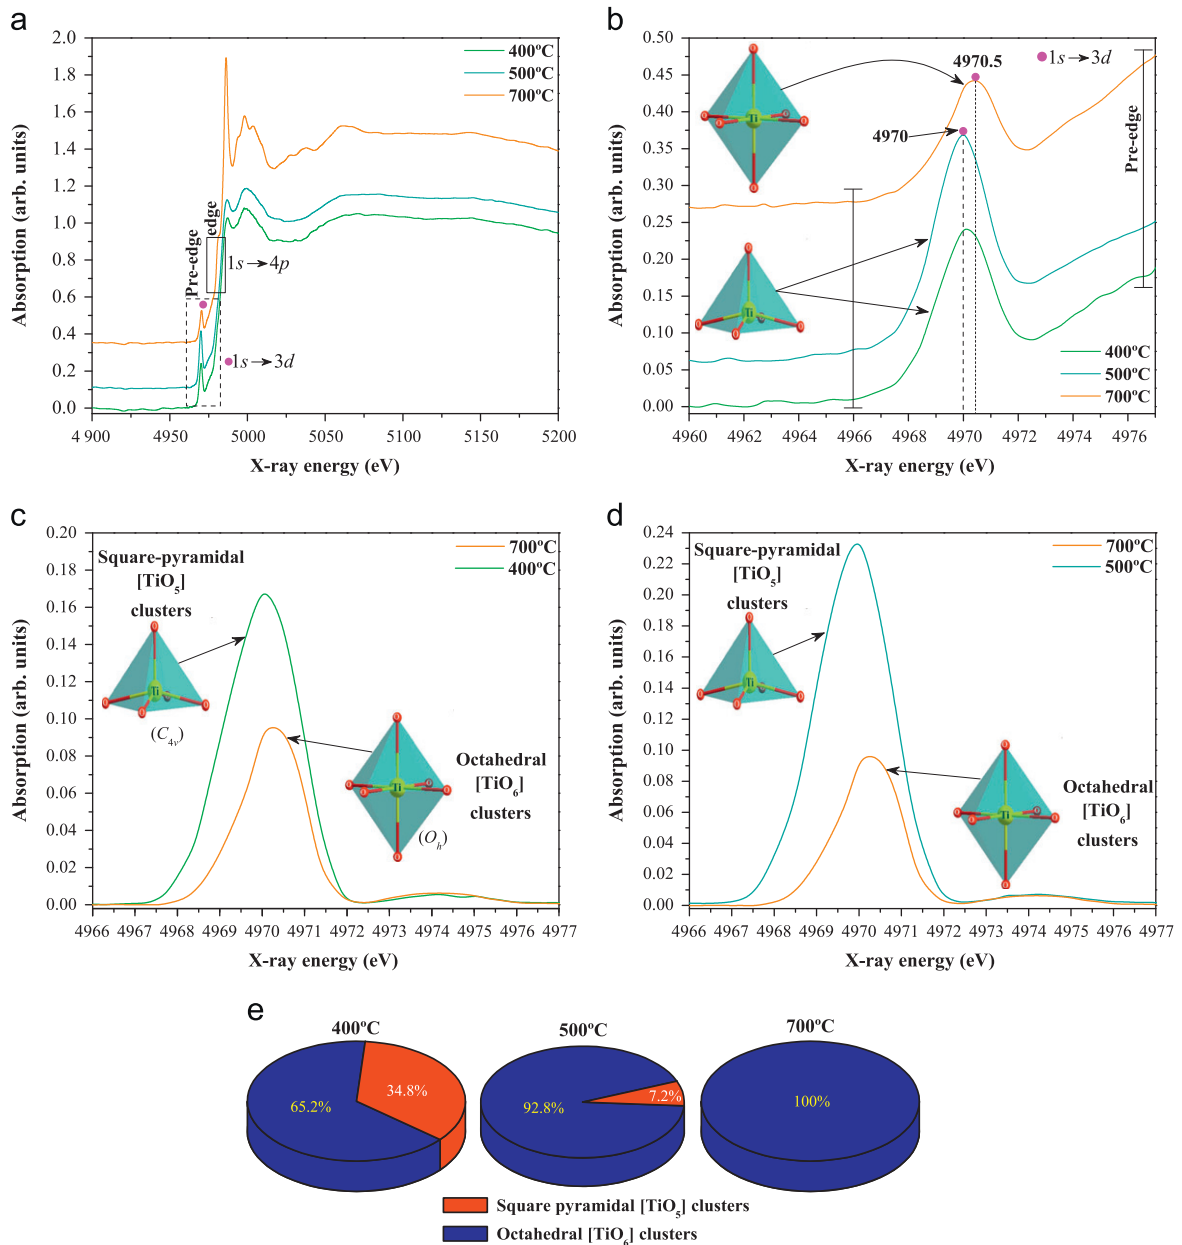 a
2.0
1.8
1.6
1.4
1.2
1.0
0.8
0.6
0.4
0.2
0.0
Absorption (arb. units)
400ºC
500ºC
700ºC
Pre-edge
edge
1s→4p
1s→3d
4 900
4950
5000
5050
5100
5150
5200
X-ray energy (eV)
b
0.50
0.45
0.40
0.35
0.30
0.25
0.20
0.15
0.10
0.05
0.00
Absorption (arb. units)
4970.5
1s→3d
4970
Pre-edge
Ti
O
O
O
O
O
O
Ti
O
O
O
O
400ºC
500ºC
700ºC
4960
4962
4964
4966
4968
4970
4972
4974
4976
X-ray energy (eV)
c
0.20
0.18
0.16
0.14
0.12
0.10
0.08
0.06
0.04
0.02
0.00
Absorption (arb. units)
700ºC
400ºC
Square-pyramidal
[TiO5]
clusters
Ti
O
O
O
O
(C4v)
Octahedral
[TiO6]
clusters
Ti
O
O
O
O
O
O
(Oh)
4966
4967
4968
4969
4970
4971
4972
4973
4974
4975
4976
4977
X-ray energy (eV)
d
0.24
0.22
0.20
0.18
0.16
0.14
0.12
0.10
0.08
0.06
0.04
0.02
0.00
Absorption (arb. units)
700ºC
500ºC
Square-pyramidal
[TiO5]
clusters
Ti
O
O
O
O
Octahedral
[TiO6]
clusters
Ti
O
O
O
O
O
O
4966
4967
4968
4969
4970
4971
4972
4973
4974
4975
4976
4977
X-ray energy (eV)
e
400ºC
65.2%
34.8%
500ºC
92.8%
7.2%
700ºC
100%
Square pyramidal [TiO5] clusters
Octahedral [TiO6] clusters